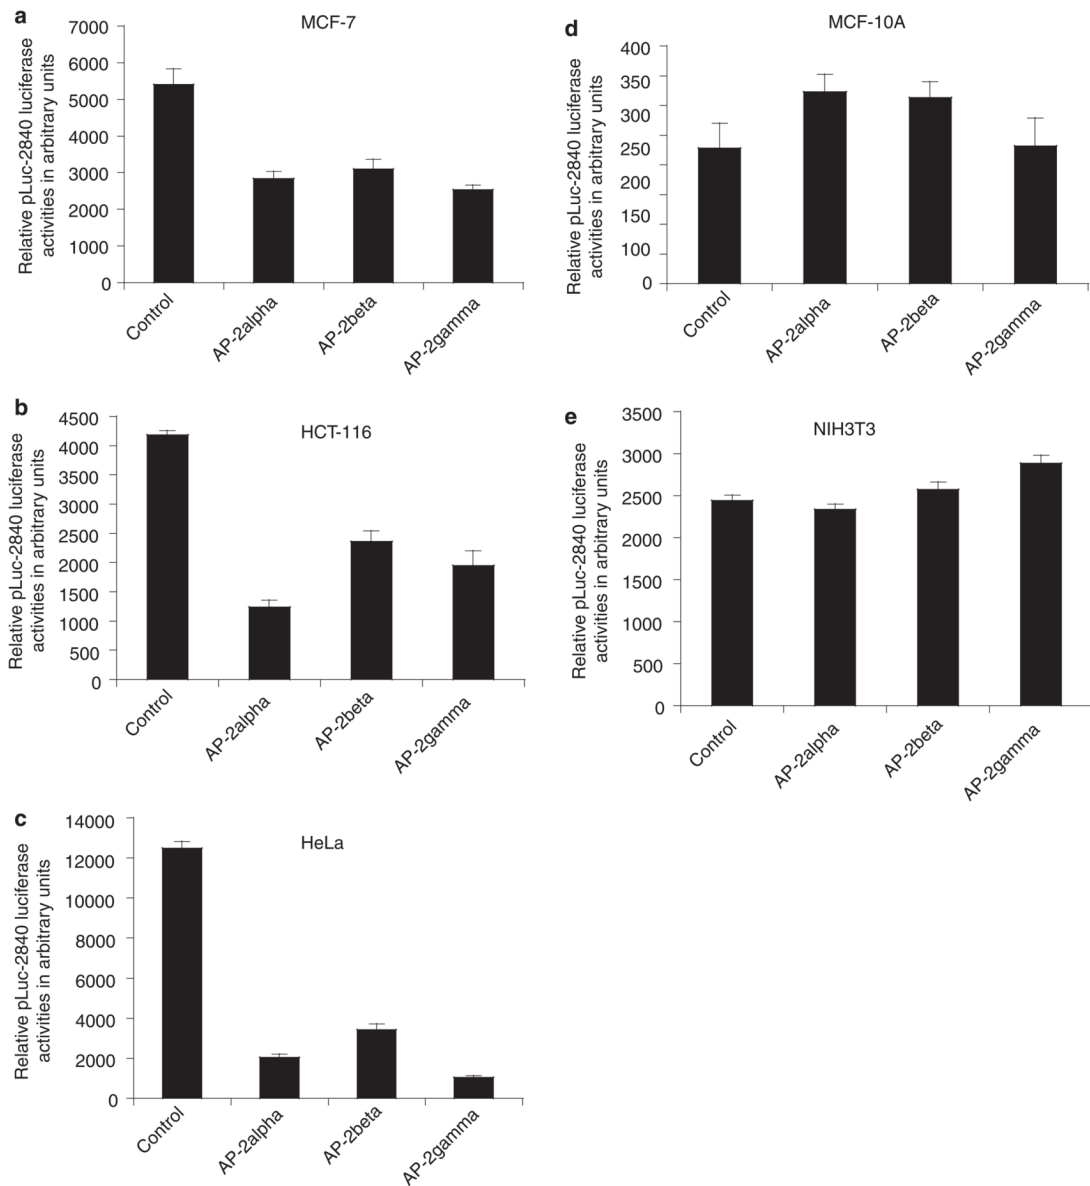 a
MCF-7
Relative pLuc-2840 luciferase
activities in arbitrary units
7000
6000
5000
4000
3000
2000
1000
0
Control
AP-2alpha
AP-2beta
AP-2gamma
b
HCT-116
Relative pLuc-2840 luciferase
activities in arbitrary units
4500
4000
3500
3000
2500
2000
1500
1000
500
0
Control
AP-2alpha
AP-2beta
AP-2gamma
c
HeLa
Relative pLuc-2840 luciferase
activities in arbitrary units
14000
12000
10000
8000
6000
4000
2000
0
Control
AP-2alpha
AP-2beta
AP-2gamma
d
MCF-10A
Relative pLuc-2840 luciferase
activities in arbitrary units
400
350
300
250
200
150
100
0
Control
AP-2alpha
AP-2beta
AP-2gamma
e
NIH3T3
Relative pLuc-2840 luciferase
activities in arbitrary units
3500
3000
2500
2000
1500
1000
500
0
Control
AP-2alpha
AP-2beta
AP-2gamma